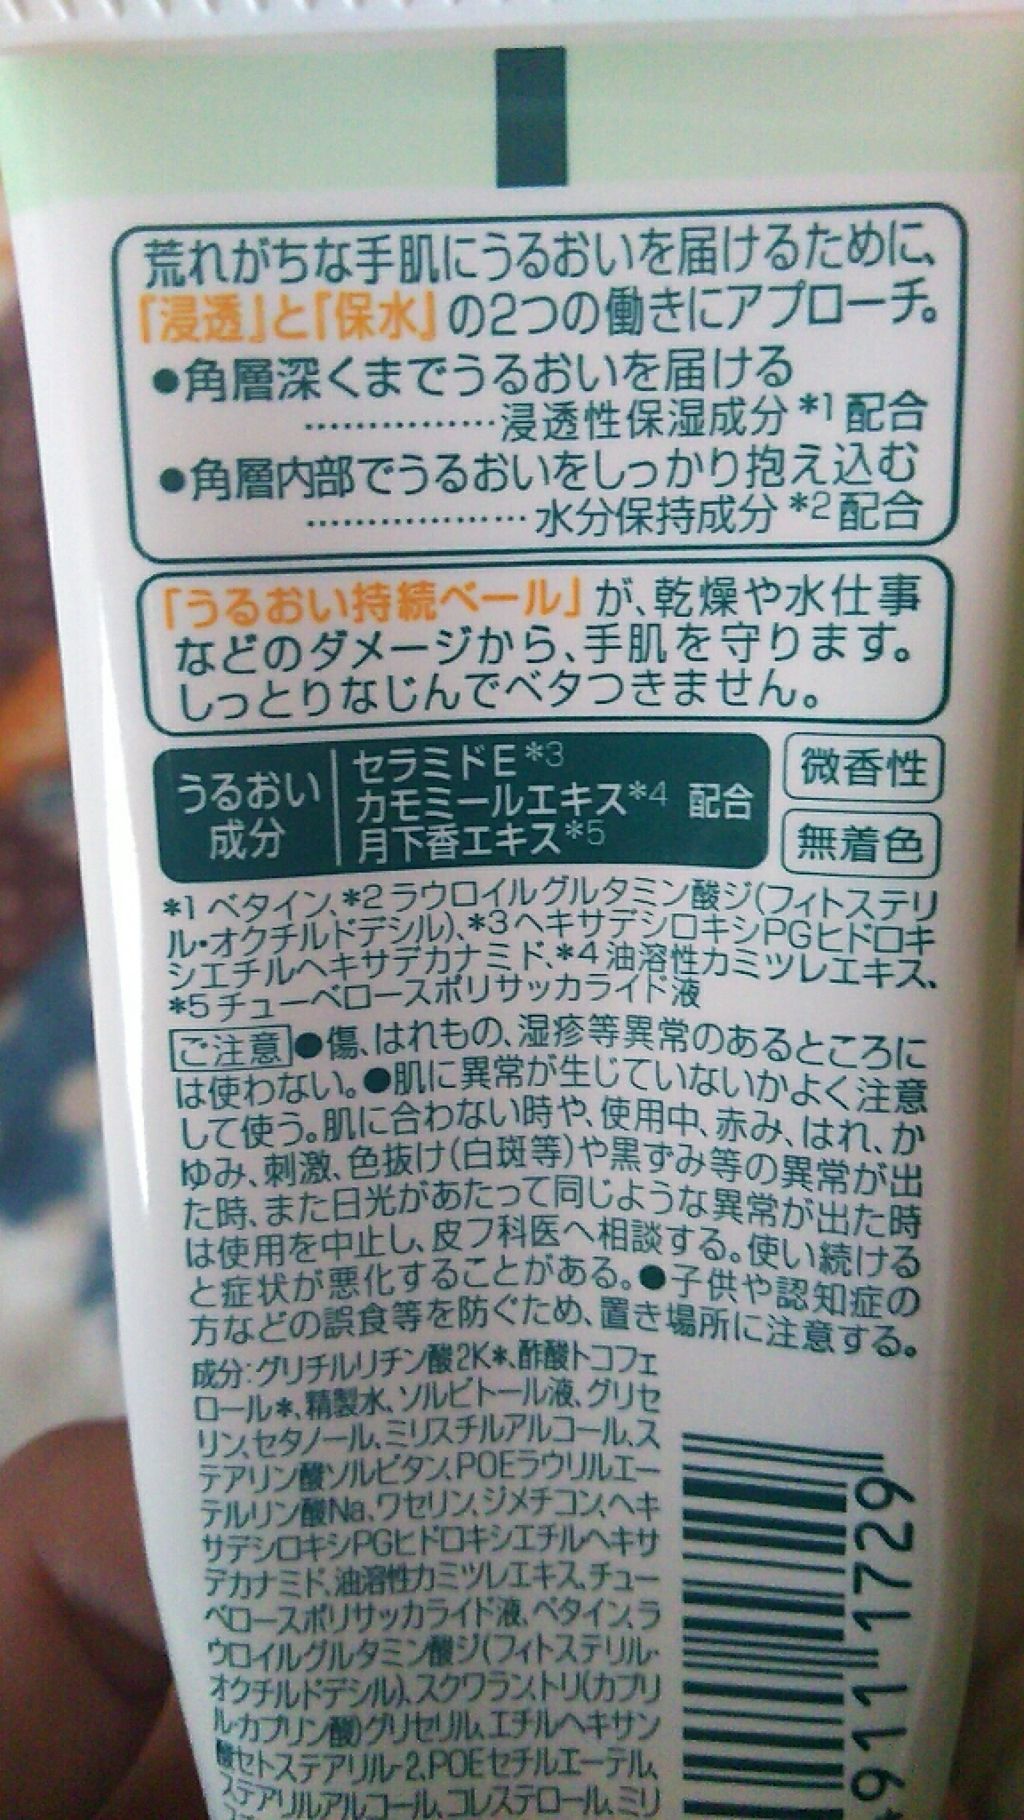 荒れがちな手肌にうるおいを届けるために、
「浸透」と「保水」の2つの働きにアプローチ。
●角層深くまでうるおいを届ける
……………浸透性保湿成分*1配合
●角層内部でうるおいをしっかり抱え込む
………………水分保持成分*2配合
「うるおい持続ベール」が、乾燥や水仕事
などのダメージから、手肌を守ります。
しっとりなじんでベタつきません。
うるおい成分
セラミドE*3
カモミールエキス*4 配合
月下香エキス*5
微香性
無着色
*1 ベタイン、*2 ラウロイルグルタミン酸ジ(フィトステリ
ル・オクチルドデシル)、*3 ヘキサデシロキシPGヒドロキ
シエチルヘキサデカナミド、*4 油溶性カミツレエキス、
*5 チューベロースポリサッカライド液
ご注意●傷、はれもの、湿疹等異常のあるところに
は使わない。●肌に異常が生じていないかよく注意
して使う。肌に合わない時や、使用中、赤み、はれ、か
ゆみ、刺激、色抜け(白斑等)や黒ずみ等の異常が出
た時、また日光があたって同じような異常が出た時
は使用を中止し、皮フ科医へ相談する。使い続ける
と症状が悪化することがある。●子供や認知症の
方などの誤食等を防ぐため、置き場所に注意する。
成分:グリチルリチン酸2K*、酢酸トコフェ
ロール*、精製水、ソルビトール液、グリセ
リン、セタノール、ミリスチルアルコール、ス
テアリン酸ソルビタン、POEラウリルエー
テルリン酸Na、ワセリン、ジメチコン、ヘキ
サデシロキシPGヒドロキシエチルヘキサ
デカナミド、油溶性カミツレエキス、チュー
ベロースポリサッカライド液、ベタイン、ラ
ウロイルグルタミン酸ジ(フィトステリル・
オクチルドデシル)、スクワラン、トリ(カプリ
ル・カプリン酸)グリセリル、エチルヘキサン
酸セトステアリル-2、POEセチルエーテル、
ステアリルアルコール、コレステロール、ミリ
911 1729